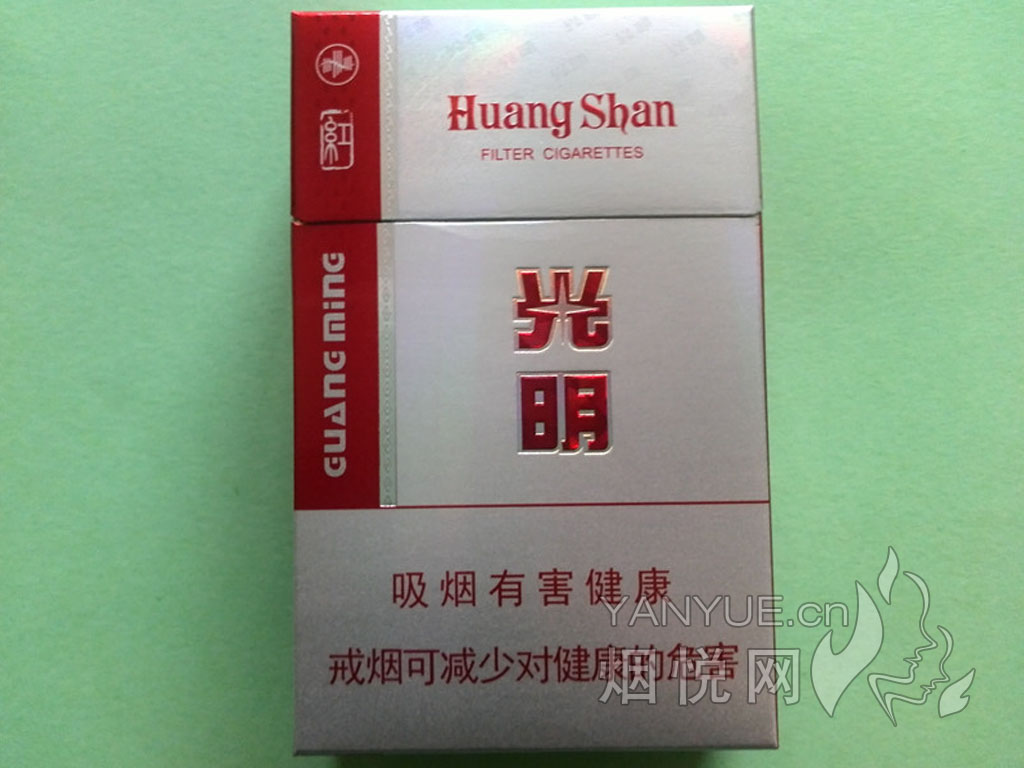 Huang Shan
FILTER CIGARETTES
红
GUANG MING
光
明
吸烟有害健康
戒烟可减少对健康的危害
YANYUE.cn
烟悦网